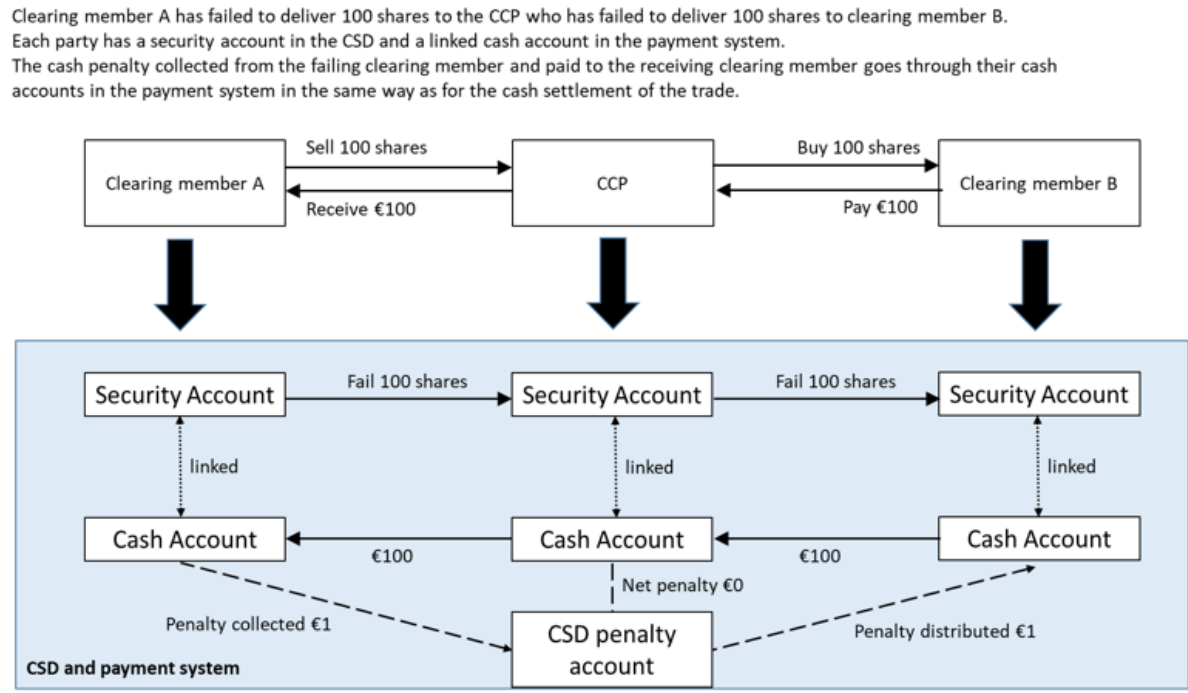 Clearing member A has failed to deliver 100 shares to the CCP who has failed to deliver 100 shares to clearing member B.
Each party has a security account in the CSD and a linked cash account in the payment system.
The cash penalty collected from the failing clearing member and paid to the receiving clearing member goes through their cash
accounts in the payment system in the same way as for the cash settlement of the trade.
Sell 100 shares
Buy 100 shares
Clearing member A
CCP
Clearing member B
Receive €100
Pay €100
Fail 100 shares
Fail 100 shares
Security Account
Security Account
Security Account
linked
linked
linked
Cash Account
Cash Account
Cash Account
€100
€100
Net penalty €0
Penalty collected €1
CSD penalty
account
Penalty distributed €1
CSD and payment system